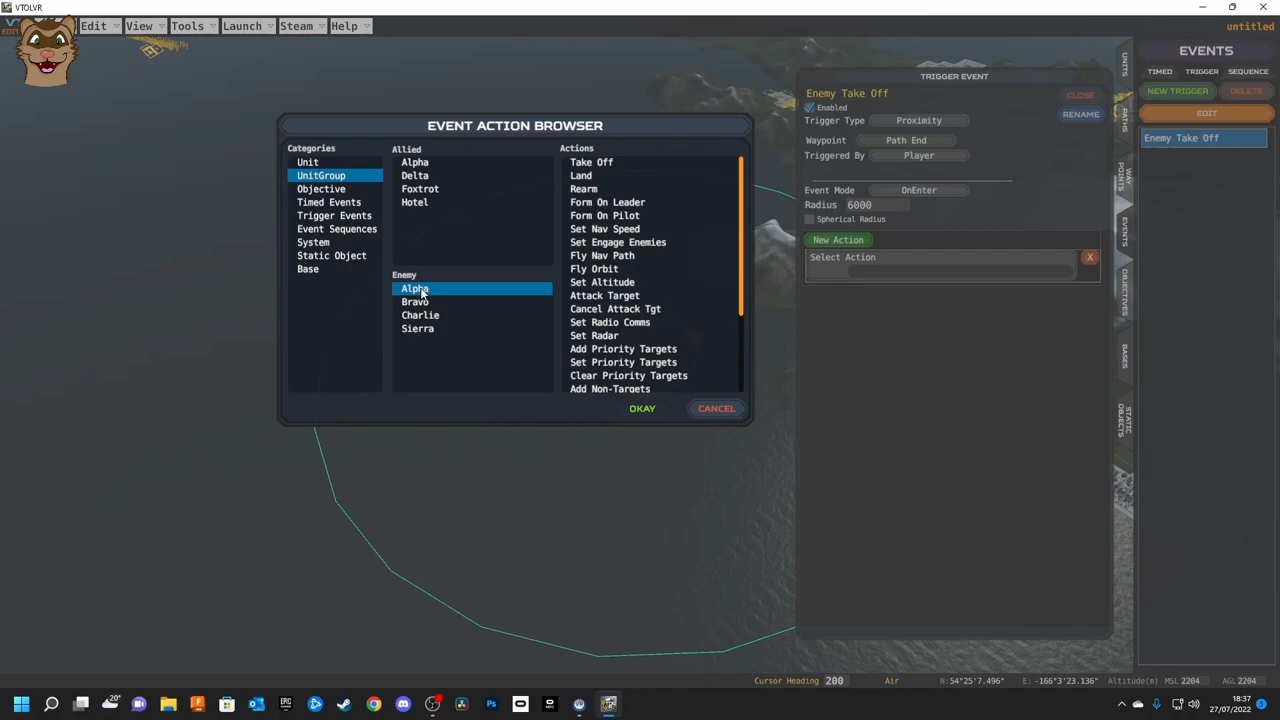 VTOLVR
Edit
View
Tools
Launch
Steam
Help
untitled
EVENT ACTION BROWSER
Categories
Unit
UnitGroup
Objective
Timed Events
Trigger Events
Event Sequences
System
Static Object
Base
Allied
Alpha
Delta
Foxtrot
Hotel
Enemy
Alpha
Bravo
Charlie
Sierra
Actions
Take Off
Land
Rearm
Form On Leader
Form On Pilot
Set Nav Speed
Set Engage Enemies
Fly Nav Path
Fly Orbit
Set Altitude
Attack Target
Cancel Attack Tgt
Set Radio Comms
Set Radar
Add Priority Targets
Set Priority Targets
Clear Priority Targets
Add Non-Targets
OKAY
CANCEL
TRIGGER EVENT
Enemy Take Off
CLOSE
Enabled
RENAME
Trigger Type Proximity
Waypoint Path End
Triggered By Player
Event Mode OnEnter
Radius 6000
Spherical Radius
New Action
Select Action
X
UNITS
PATHS
WAY POINTS
EVENTS
OBJECTIVES
BASES
STATIC OBJECTS
EVENTS
TIMED TRIGGER SEQUENCE
NEW TRIGGER DELETE
EDIT
Enemy Take Off
Cursor Heading 200 Air N:54°25'7.496" E:-166°3'23.136" Altitude(m) MSL 2204 AGL 2204
20°
18:37
27/07/2022